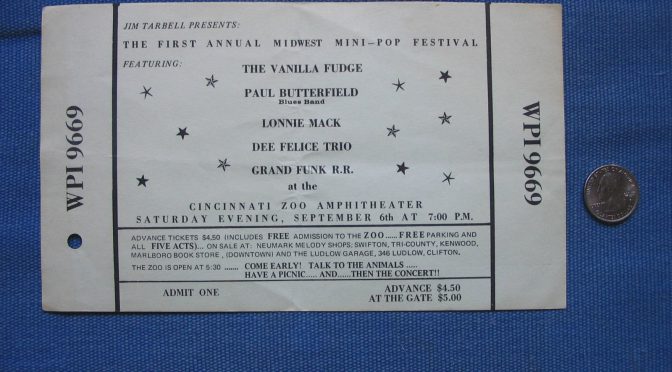 JIM TARBELL PRESENTS:
THE FIRST ANNUAL MIDWEST MINI-POP FESTIVAL
FEATURING:
THE VANILLA FUDGE
PAUL BUTTERFIELD
Blues Band
LONNIE MACK
DEE FELICE TRIO
GRAND FUNK R.R.
at the
CINCINNATI ZOO AMPHITHEATER
SATURDAY EVENING, SEPTEMBER 6th AT 7:00 P.M.
ADVANCE TICKETS $4.50 (INCLUDES FREE ADMISSION TO THE ZOO ..... FREE PARKING AND
ALL FIVE ACTS)... ON SALE AT: NEUMARK MELODY SHOPS; SWIFTON, TRI-COUNTY, KENWOOD,
MARLBORO BOOK STORE, (DOWNTOWN) AND THE LUDLOW GARAGE, 346 LUDLOW, CLIFTON.
THE ZOO IS OPEN AT 5:30 ....... COME EARLY! TALK TO THE ANIMALS .....
HAVE A PICNIC..... AND.....THEN THE CONCERT!!
ADMIT ONE
ADVANCE $4.50
AT THE GATE $5.00
WPI 9669
WPI 9669